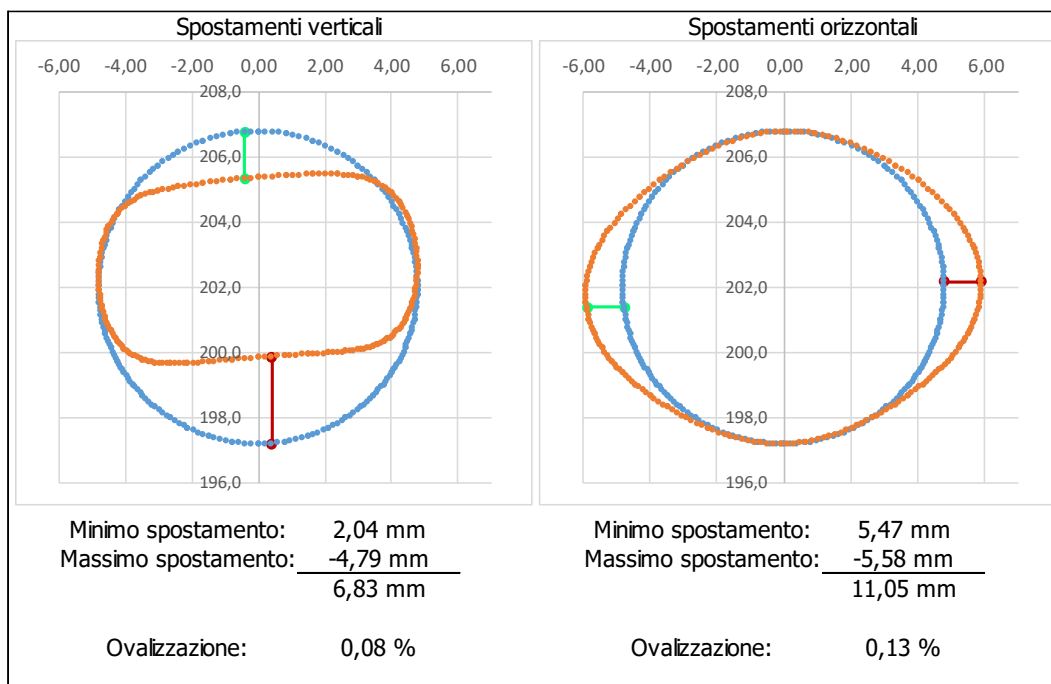 Spostamenti verticali
-6,00 -4,00 -2,00 0,00 2,00 4,00 6,00
208,0
206,0
204,0
202,0
200,0
198,0
196,0
Minimo spostamento: 2,04 mm
Massimo spostamento: -4,79 mm
6,83 mm
Ovalizzazione: 0,08 %
Spostamenti orizzontali
-6,00 -4,00 -2,00 0,00 2,00 4,00 6,00
208,0
206,0
204,0
202,0
200,0
198,0
196,0
Minimo spostamento: 5,47 mm
Massimo spostamento: -5,58 mm
11,05 mm
Ovalizzazione: 0,13 %